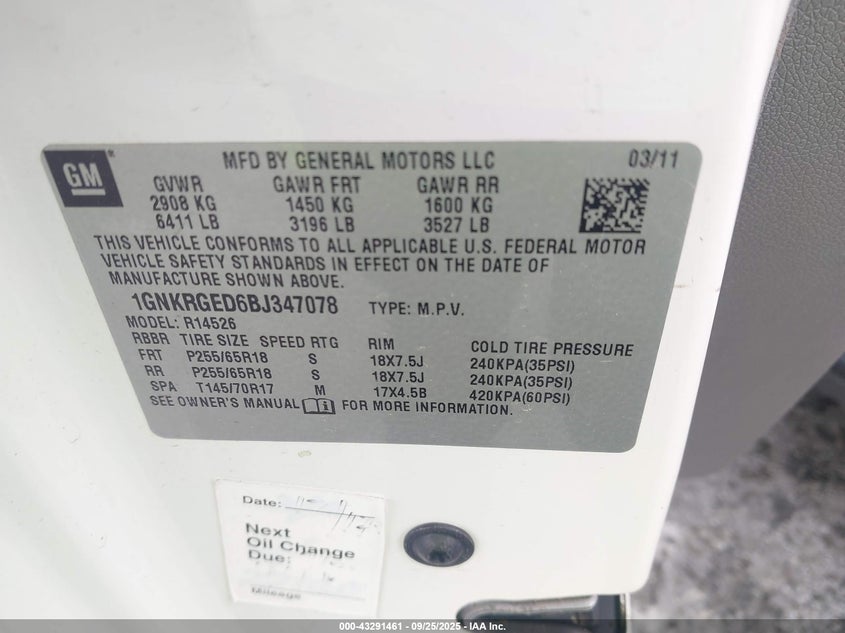 GM
MFD BY GENERAL MOTORS LLC 03/11
GVWR GAWR FRT GAWR RR
2908 KG 1450 KG 1600 KG
6411 LB 3196 LB 3527 LB
THIS VEHICLE CONFORMS TO ALL APPLICABLE U.S. FEDERAL MOTOR
VEHICLE SAFETY STANDARDS IN EFFECT ON THE DATE OF
MANUFACTURE SHOWN ABOVE.
1GNKRGED6BJ347078 TYPE: M.P.V.
MODEL: R14526
RBBR TIRE SIZE SPEED RTG RIM COLD TIRE PRESSURE
FRT P255/65R18 S 18X7.5J 240KPA(35PSI)
RR P255/65R18 S 18X7.5J 240KPA(35PSI)
SPA T145/70R17 M 17X4.5B 420KPA(60PSI)
SEE OWNER'S MANUAL FOR MORE INFORMATION.
Date:
Next
Oil Change
Due:
Mileage
000-43291461 - 09/25/2025 - IAA Inc.